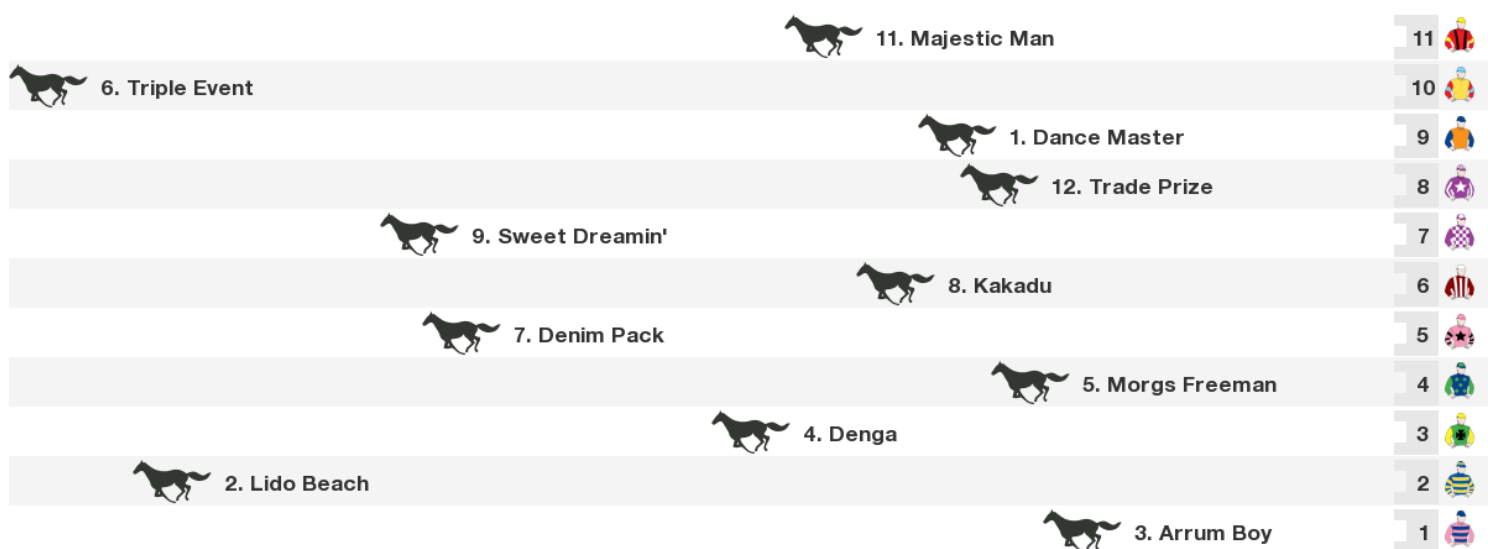 11. Majestic Man 11
6. Triple Event 10
1. Dance Master 9
12. Trade Prize 8
9. Sweet Dreamin' 7
8. Kakadu 6
7. Denim Pack 5
5. Morgs Freeman 4
4. Denga 3
2. Lido Beach 2
3. Arrum Boy 1